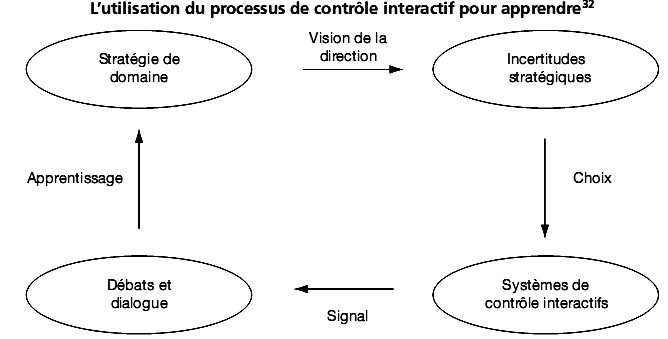 L'utilisation du processus de contrôle interactif pour apprendre³²
Stratégie de
domaine
Vision de la
direction
Incertitudes
stratégiques
Apprentissage
Choix
Débats et
dialogue
Signal
Systèmes de
contrôle interactifs